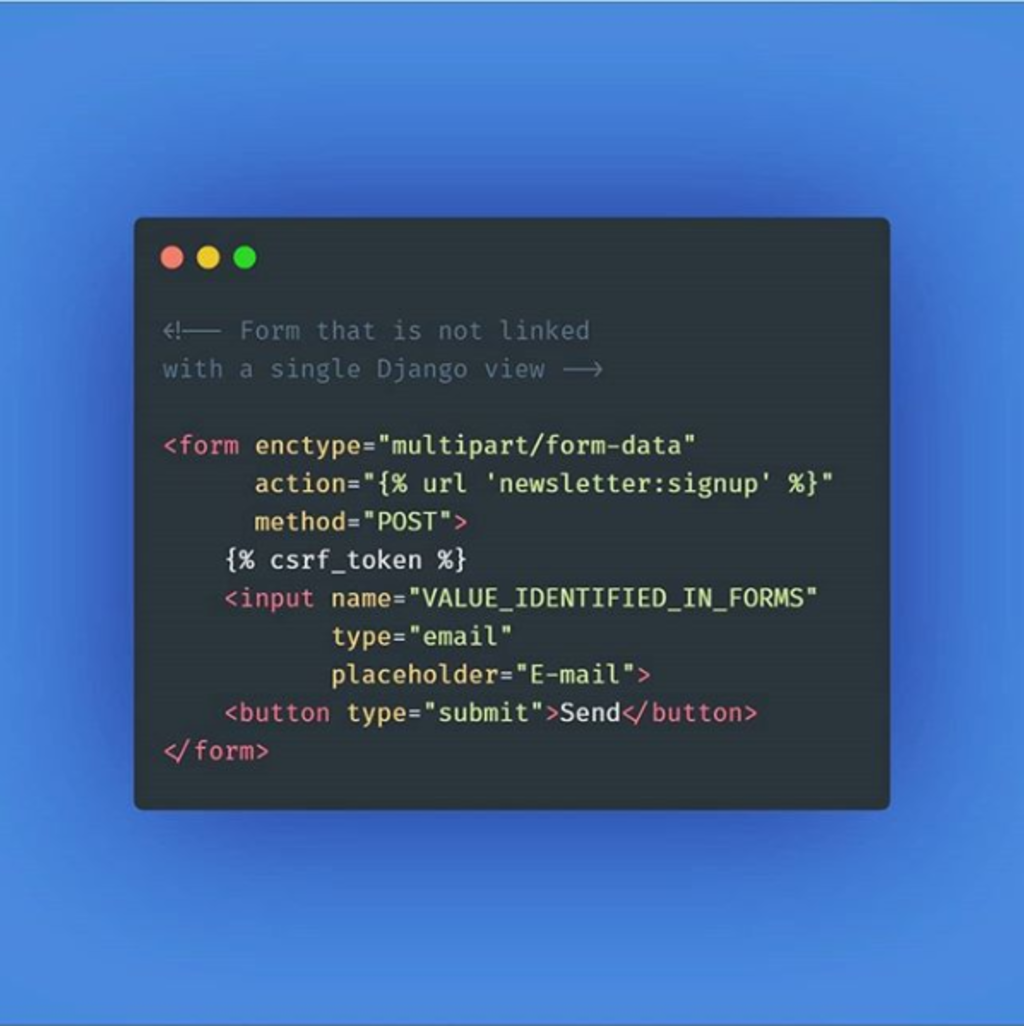 <!-- Form that is not linked
with a single Django view -->
<form enctype="multipart/form-data"
action="{% url 'newsletter:signup' %}"
method="POST">
{% csrf_token %}
<input name="VALUE_IDENTIFIED_IN_FORMS"
type="email"
placeholder="E-mail">
<button type="submit">Send</button>
</form>